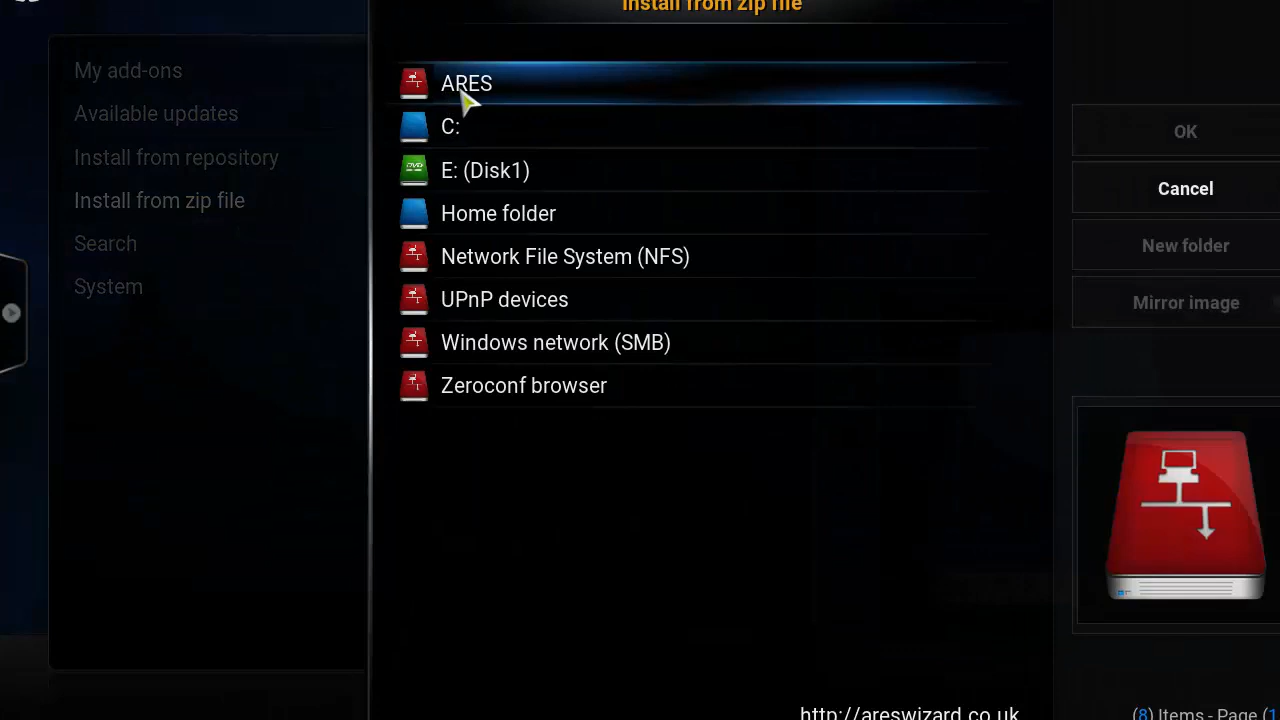 Install from zip file
My add-ons
Available updates
Install from repository
Install from zip file
Search
System
ARES
C:
E: (Disk1)
Home folder
Network File System (NFS)
UPnP devices
Windows network (SMB)
Zeroconf browser
OK
Cancel
New folder
Mirror image
http://areswizard.co.uk
(8) Items - Page (1